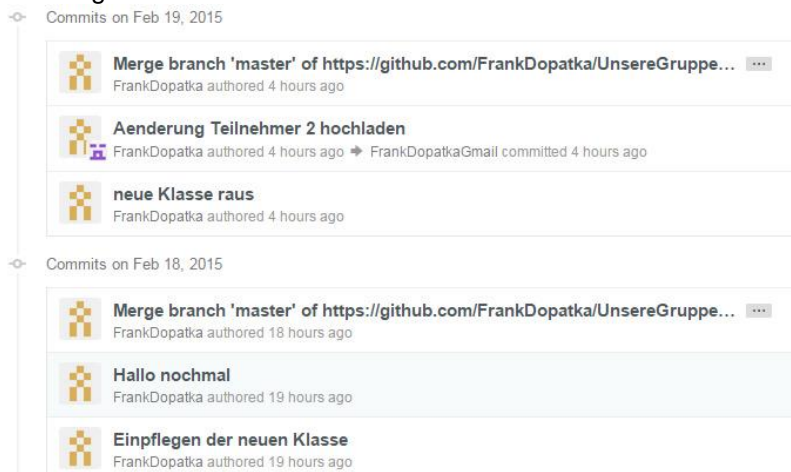 Commits on Feb 19, 2015
Merge branch 'master' of https://github.com/FrankDopatka/UnsereGruppe… ...
FrankDopatka authored 4 hours ago
Aenderung Teilnehmer 2 hochladen
FrankDopatka authored 4 hours ago → FrankDopatkaGmail committed 4 hours ago
neue Klasse raus
FrankDopatka authored 4 hours ago
Commits on Feb 18, 2015
Merge branch 'master' of https://github.com/FrankDopatka/UnsereGruppe… ...
FrankDopatka authored 18 hours ago
Hallo nochmal
FrankDopatka authored 19 hours ago
Einpflegen der neuen Klasse
FrankDopatka authored 19 hours ago